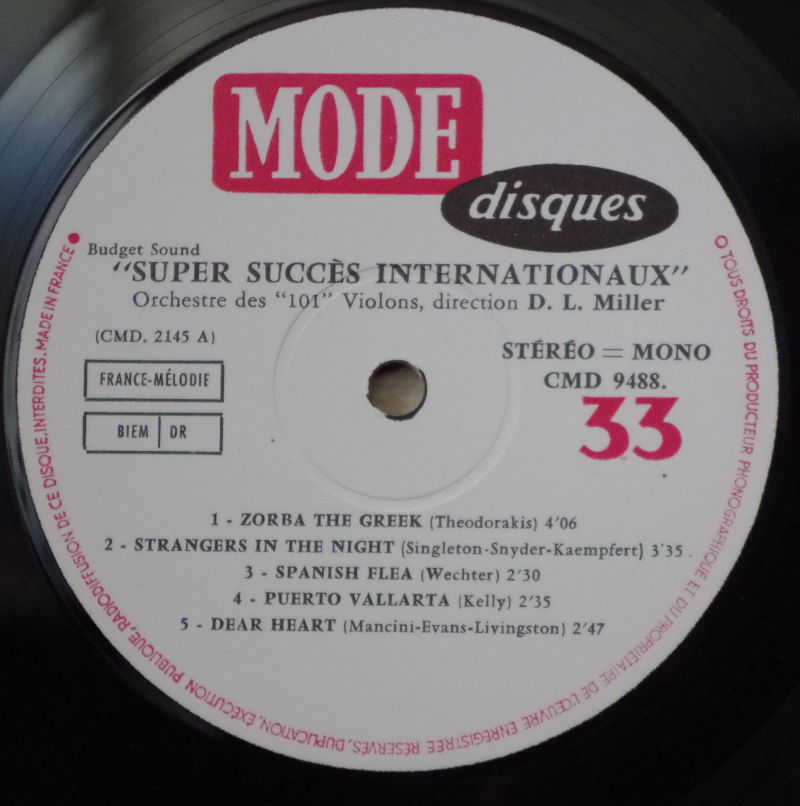 MODE
disques
Budget Sound
"SUPER SUCCÈS INTERNATIONAUX"
Orchestre des "101" Violons, direction D. L. Miller
(CMD. 2145 A)
FRANCE-MÉLODIE
BIEM | DR
STÉRÉO = MONO
CMD 9488.
33
1 - ZORBA THE GREEK (Theodorakis) 4'06
2 - STRANGERS IN THE NIGHT (Singleton-Snyder-Kaempfert) 3'35.
3 - SPANISH FLEA (Wechter) 2'30
4 - PUERTO VALLARTA (Kelly) 2'35
5 - DEAR HEART (Mancini-Evans-Livingston) 2'47
TOUS DROITS DU PRODUCTEUR PHONOGRAPHIQUE ET DU PROPRIÉTAIRE DE L'ŒUVRE ENREGISTRÉE RÉSERVÉS, DUPLICATION, EXÉCUTION PUBLIQUE, RADIODIFFUSION DE CE DISQUE, INTERDITES. MADE IN FRANCE